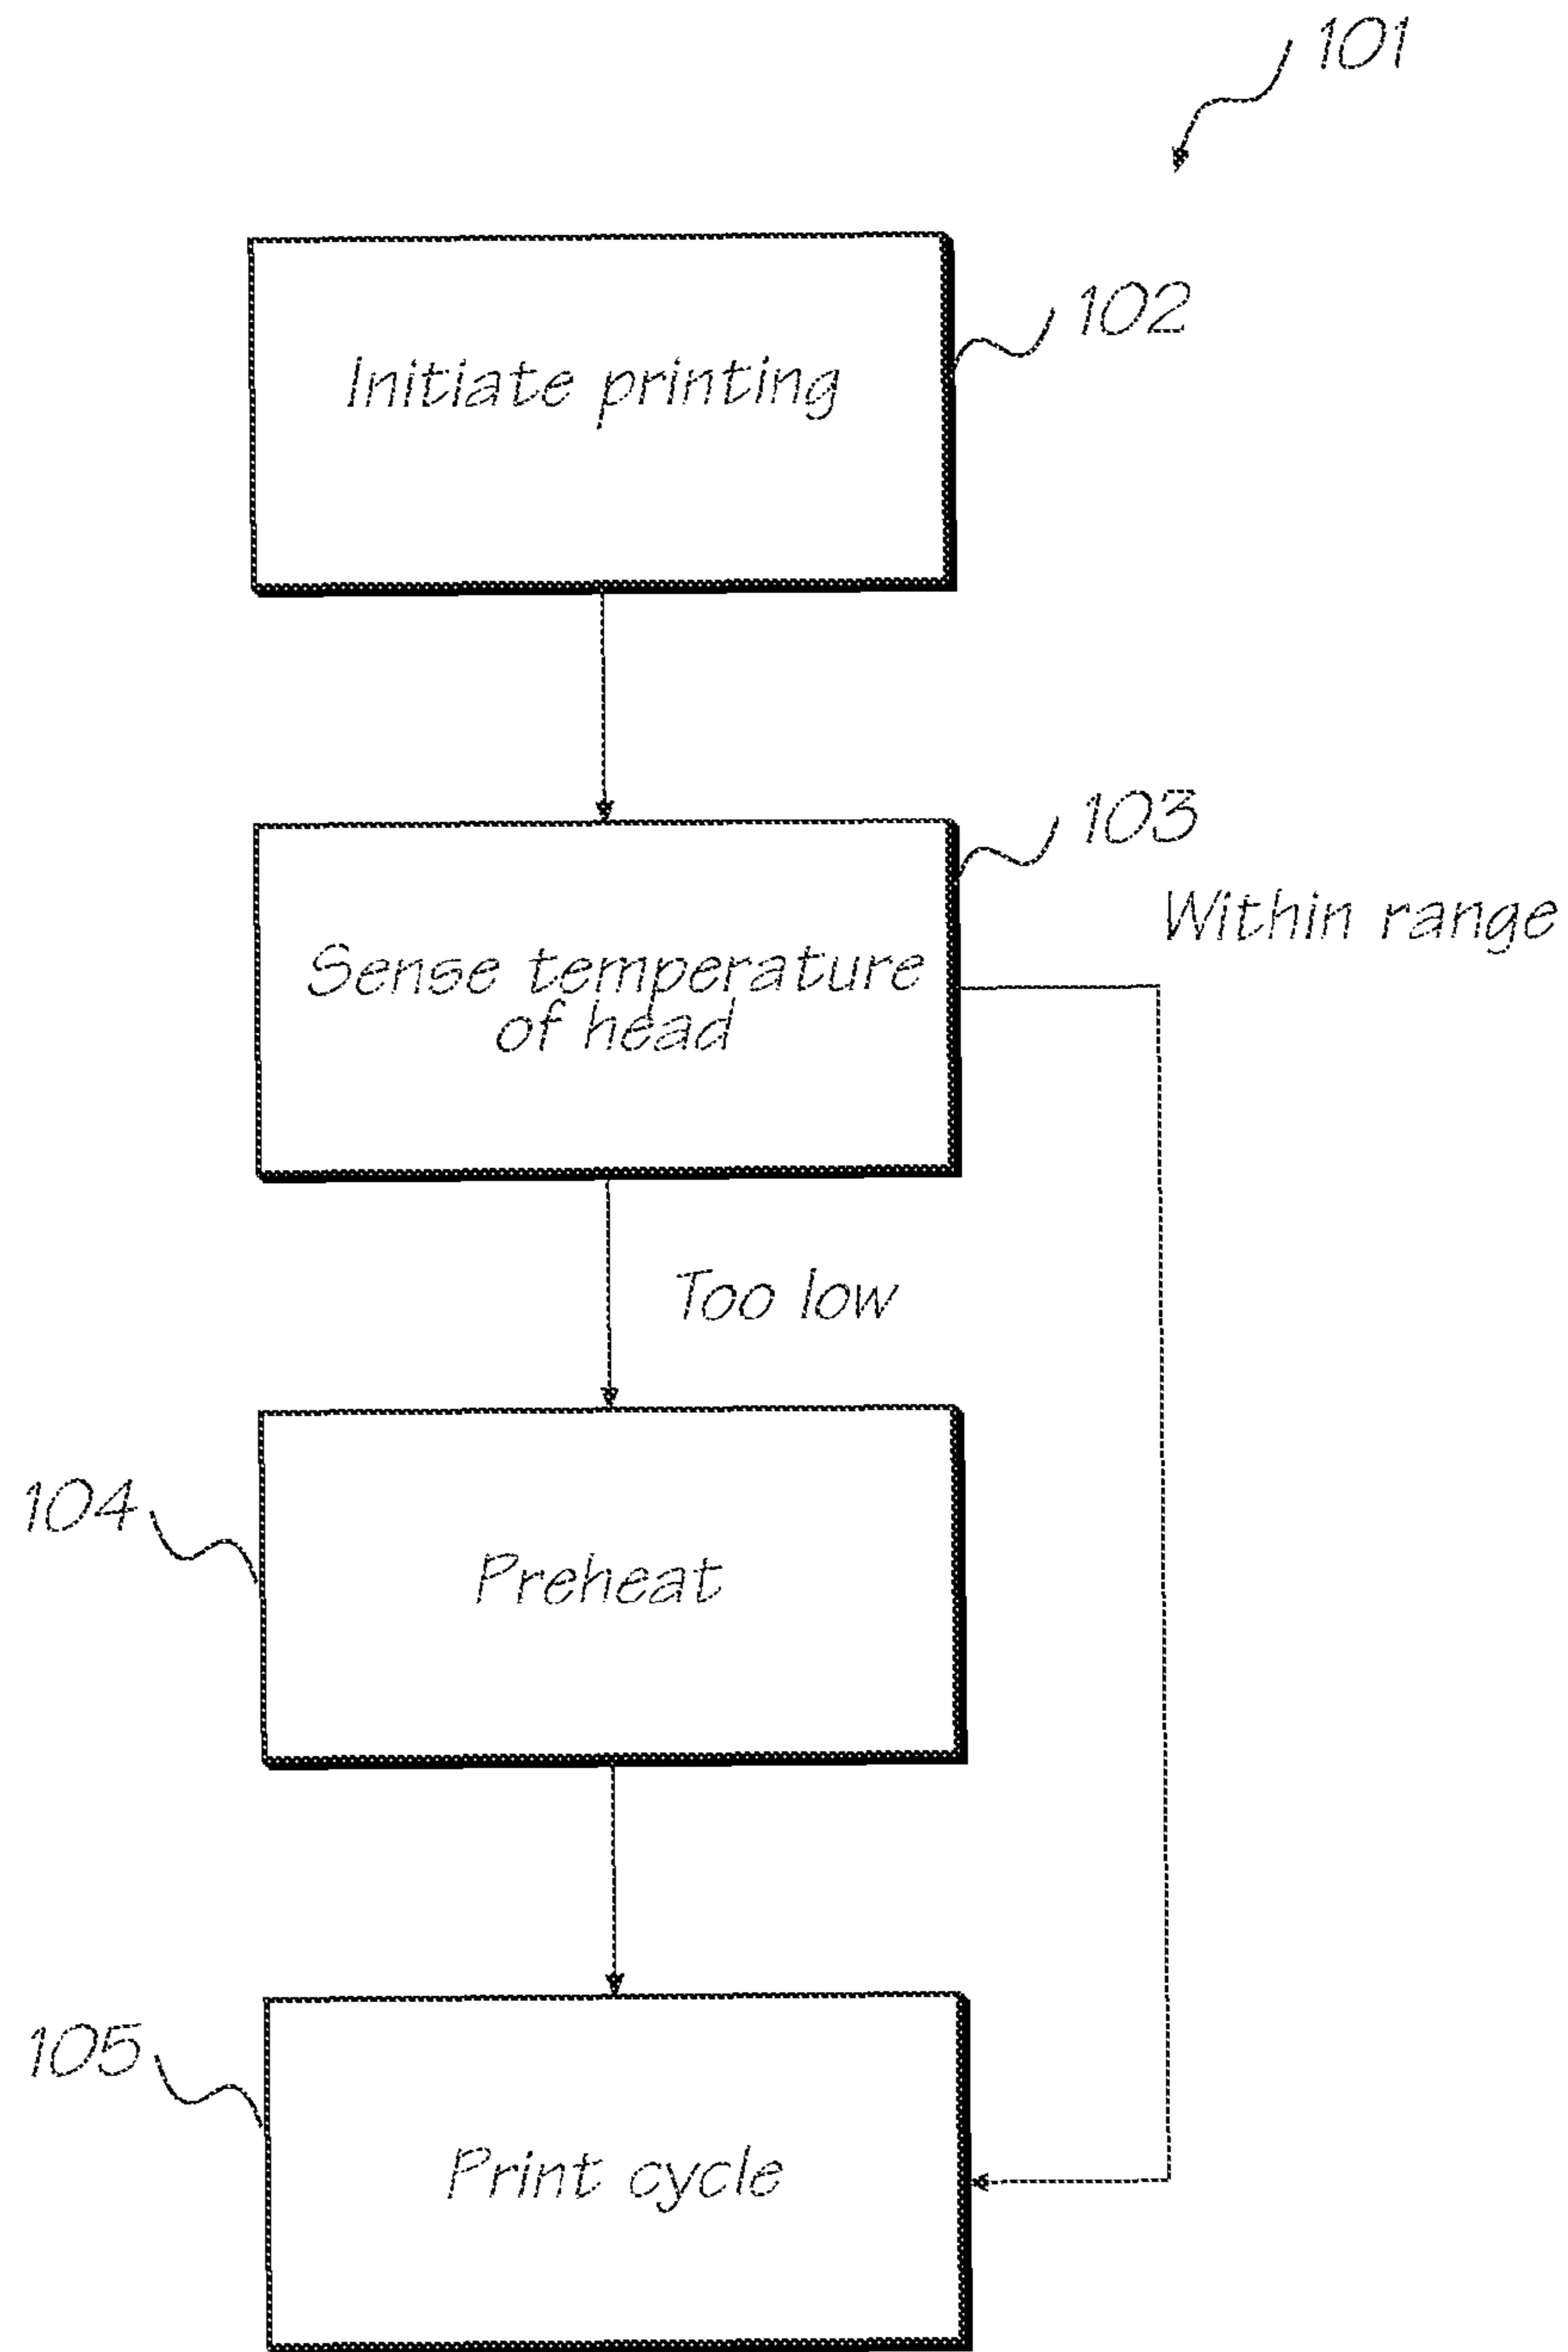 101
Initiate printing
102
103
Within range
Sense temperature
of head
Too low
104
Preheat
105
Print cycle